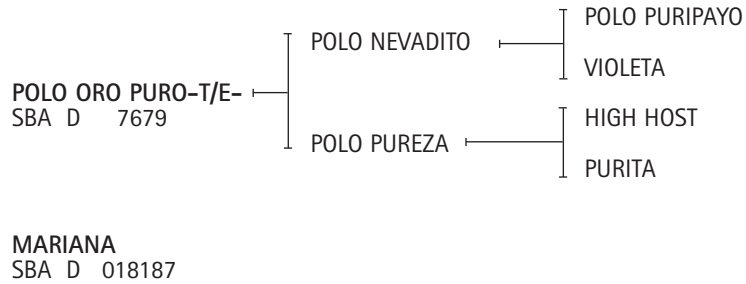 POLO PURIPAYO
POLO NEVADITO
VIOLETA
POLO ORO PURO-T/E-
SBA D 7679
HIGH HOST
POLO PUREZA
PURITA
MARIANA
SBA D 018187